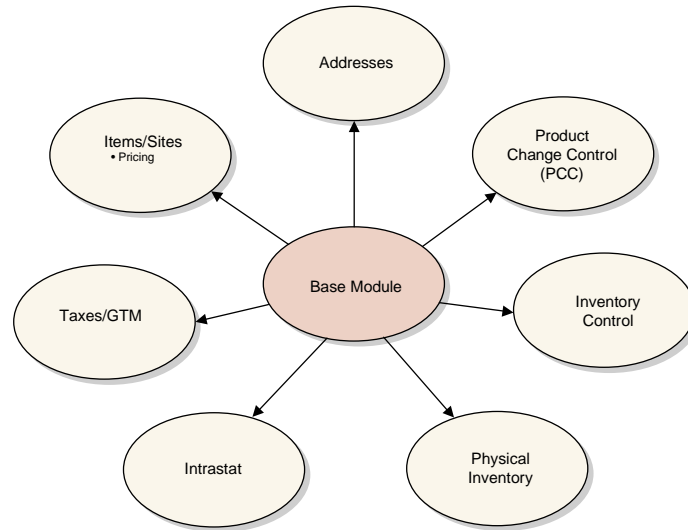 Addresses
Items/Sites
• Pricing
Product
Change Control
(PCC)
Base Module
Taxes/GTM
Inventory
Control
Intrastat
Physical
Inventory